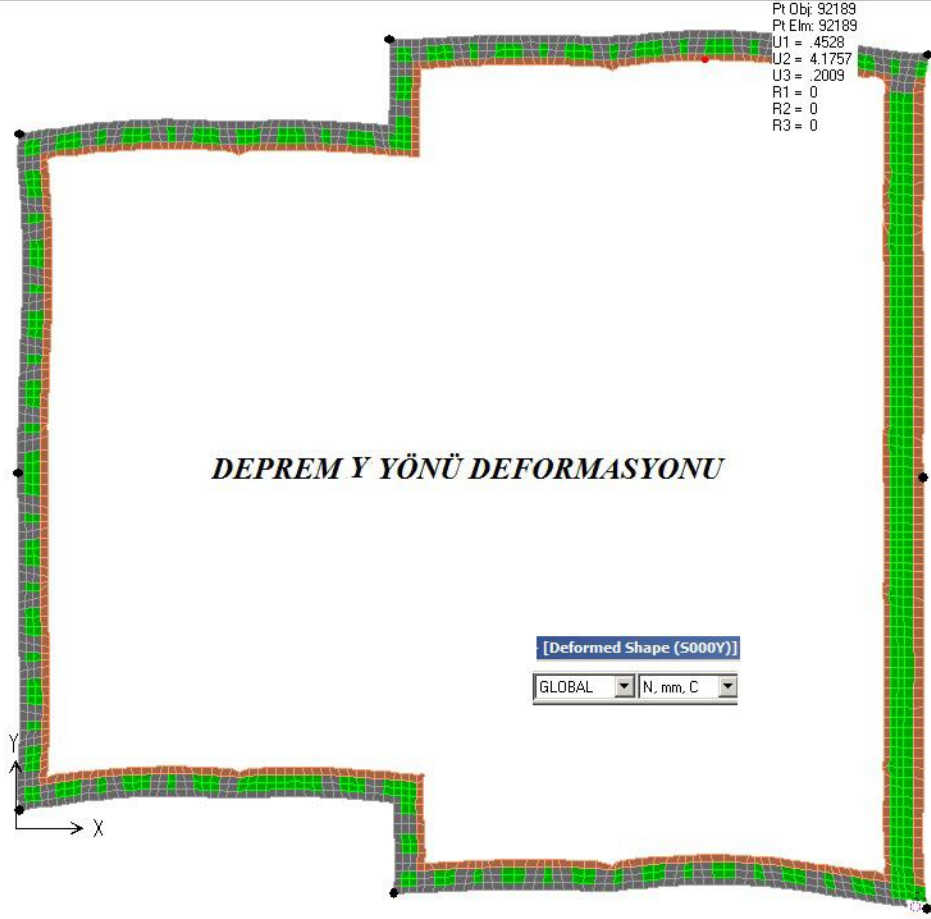 Pt Obj: 92189
Pt Elm: 92189
U1 = .4528
U2 = 4.1757
U3 = .2009
R1 = 0
R2 = 0
R3 = 0
DEPREM Y YÖNÜ DEFORMASYONU
- [Deformed Shape (S000Y)]
GLOBAL N, mm, C
Y
X